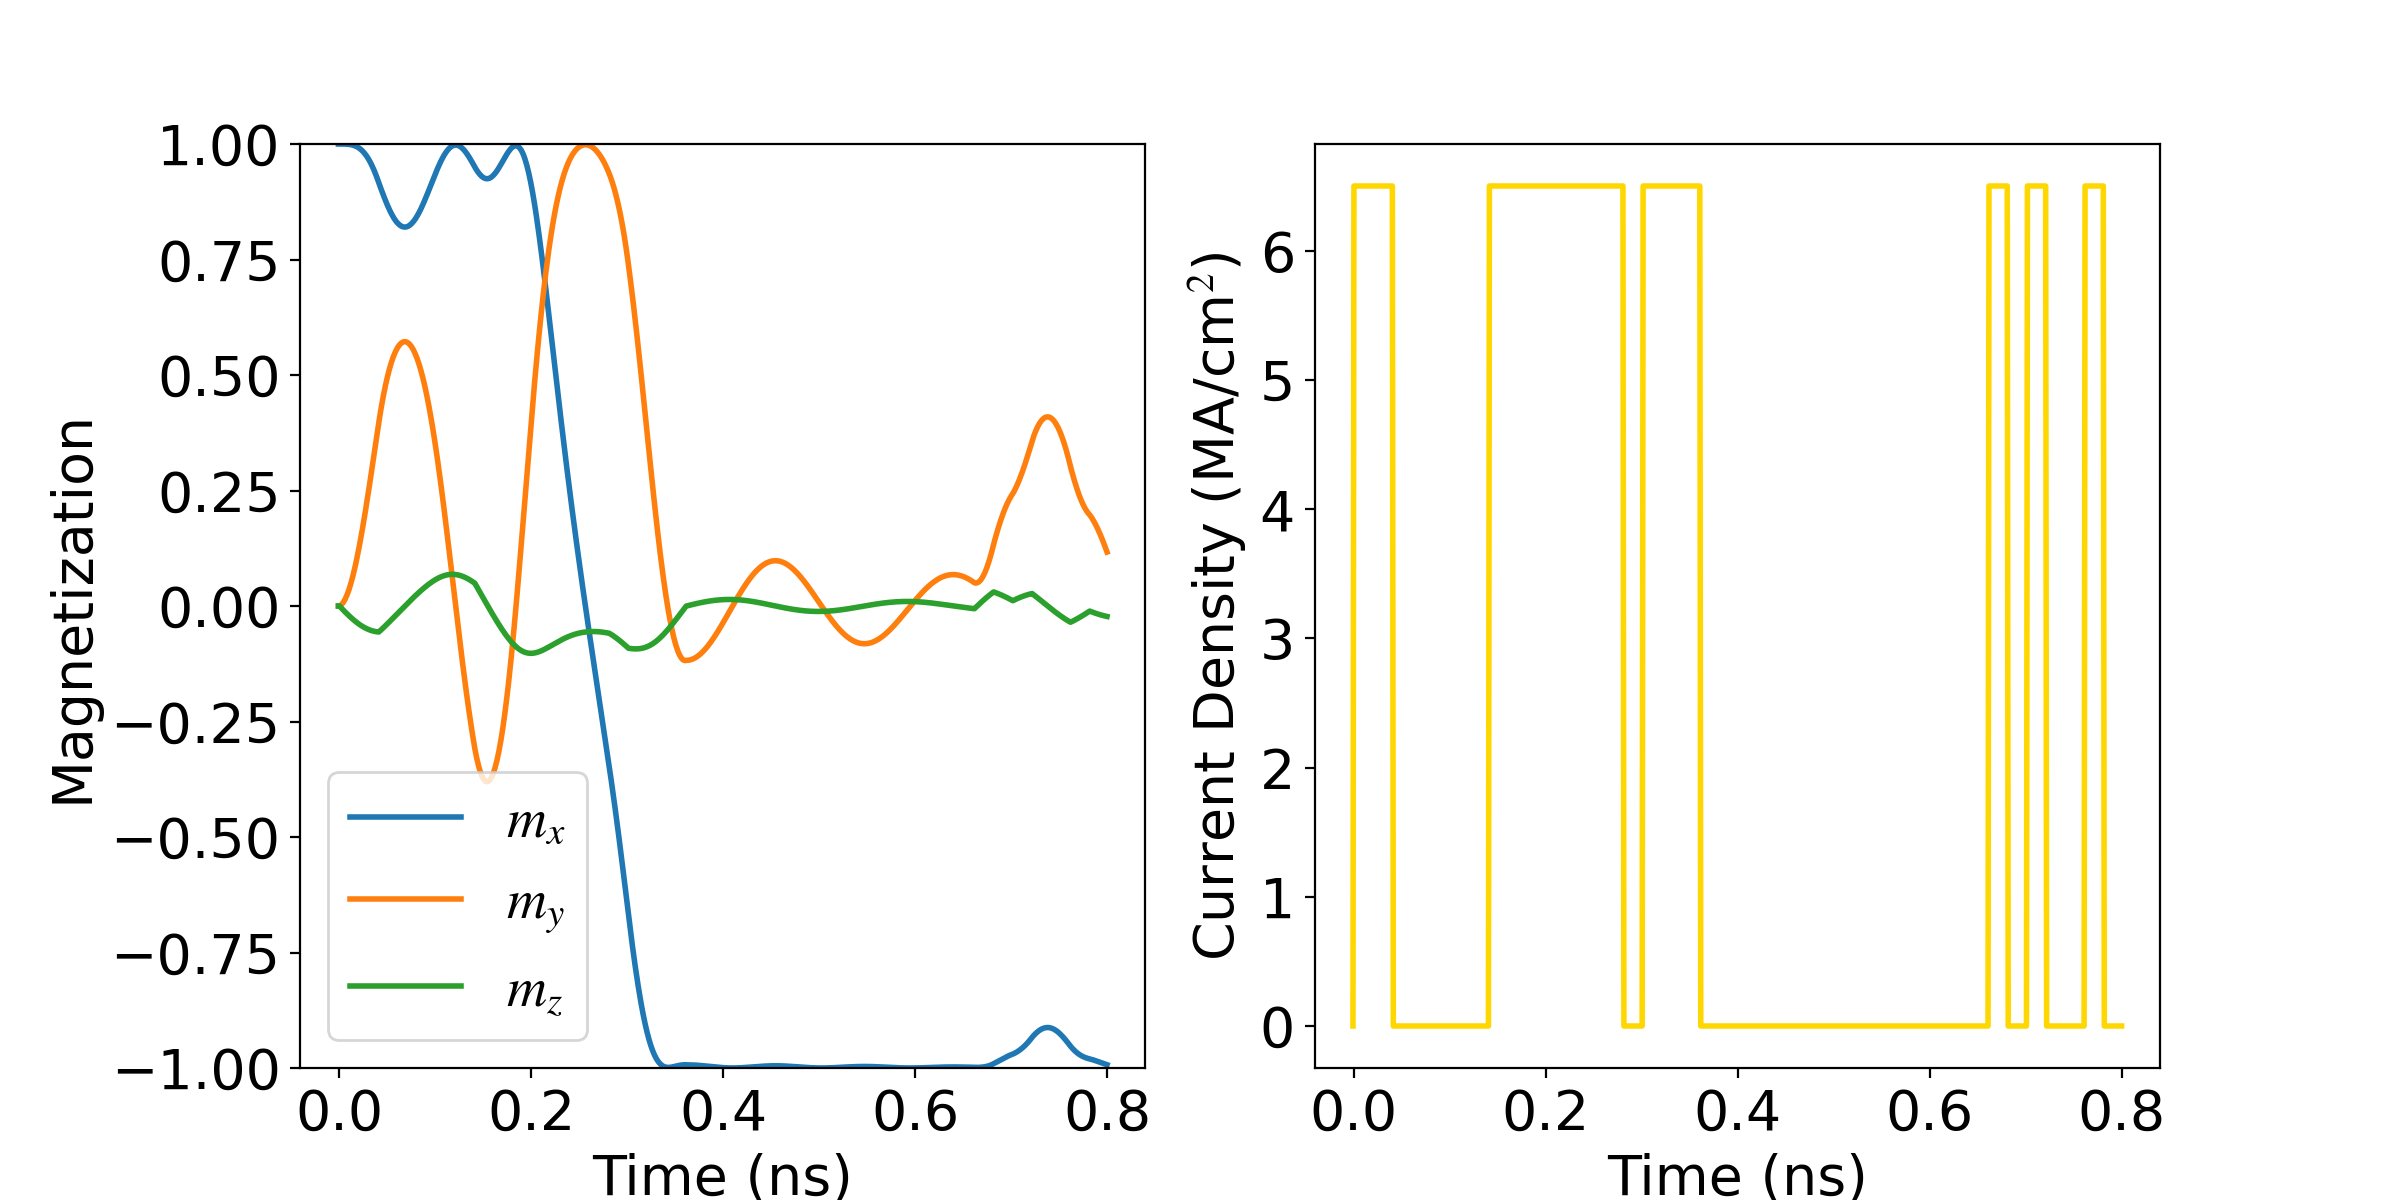 Magnetization
1.00
0.75
0.50
0.25
0.00
−0.25
−0.50
−0.75
−1.00
m_x
m_y
m_z
0.0 0.2 0.4 0.6 0.8
Time (ns)
Current Density (MA/cm²)
6
5
4
3
2
1
0
0.0 0.2 0.4 0.6 0.8
Time (ns)